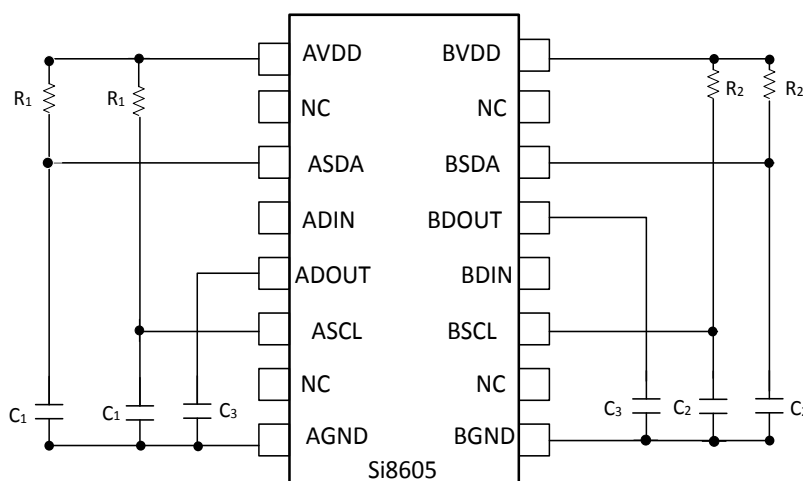 AVDD BVDD
R₁ R₁ R₂ R₂
NC NC
ASDA BSDA
ADIN BDOUT
ADOUT BDIN
ASCL BSCL
NC NC
C₁ C₁ C₃ C₃ C₂
AGND BGND
Si8605